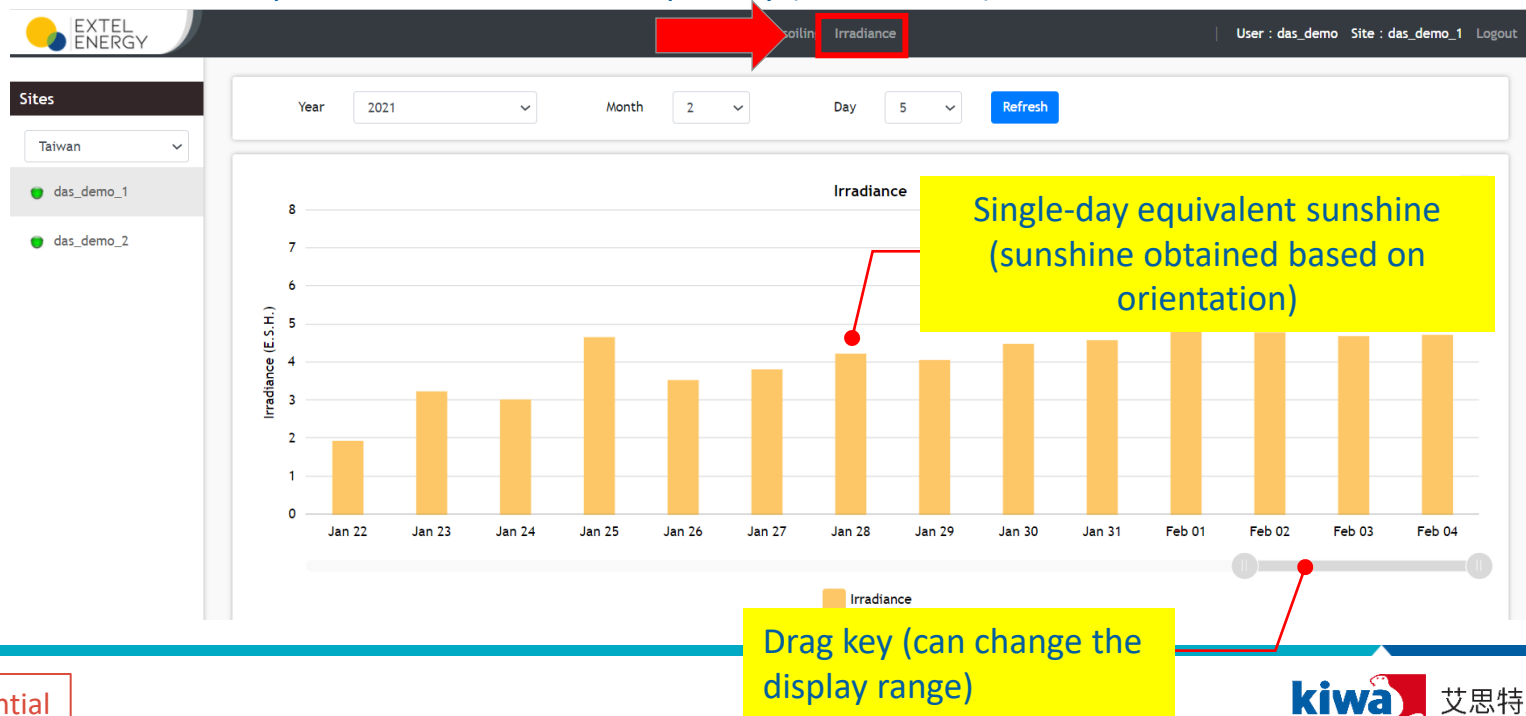 EXTEL
ENERGY
Irradiance
User : das_demo Site : das_demo_1 Logout
Sites
Year 2021 Month 2 Day 5 Refresh
Taiwan
das_demo_1
das_demo_2
Irradiance
Single-day equivalent sunshine
(sunshine obtained based on
orientation)
8
7
6
5
4
3
2
1
0
Irradiance (E.S.H.)
Jan 22 Jan 23 Jan 24 Jan 25 Jan 26 Jan 27 Jan 28 Jan 29 Jan 30 Jan 31 Feb 01 Feb 02 Feb 03 Feb 04
Irradiance
Drag key (can change the
display range)
kiwa 艾思特